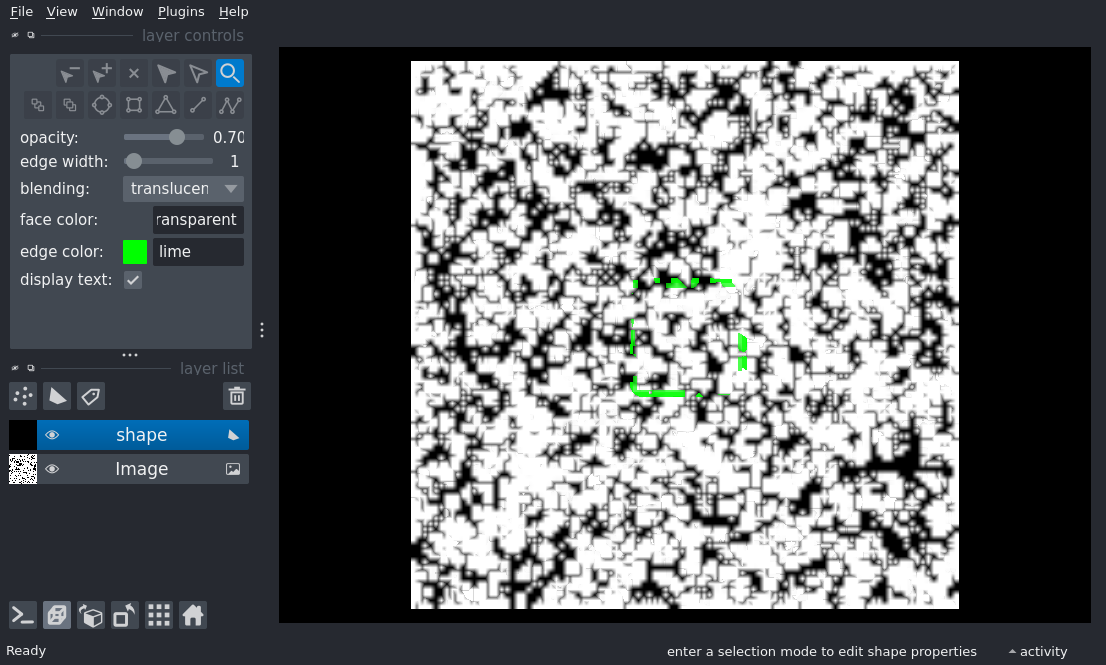 File View Window Plugins Help
layer controls
opacity: 0.70
edge width: 1
blending: translucen
face color: ransparent
edge color: lime
display text:
layer list
shape
Image
Ready
enter a selection mode to edit shape properties
activity